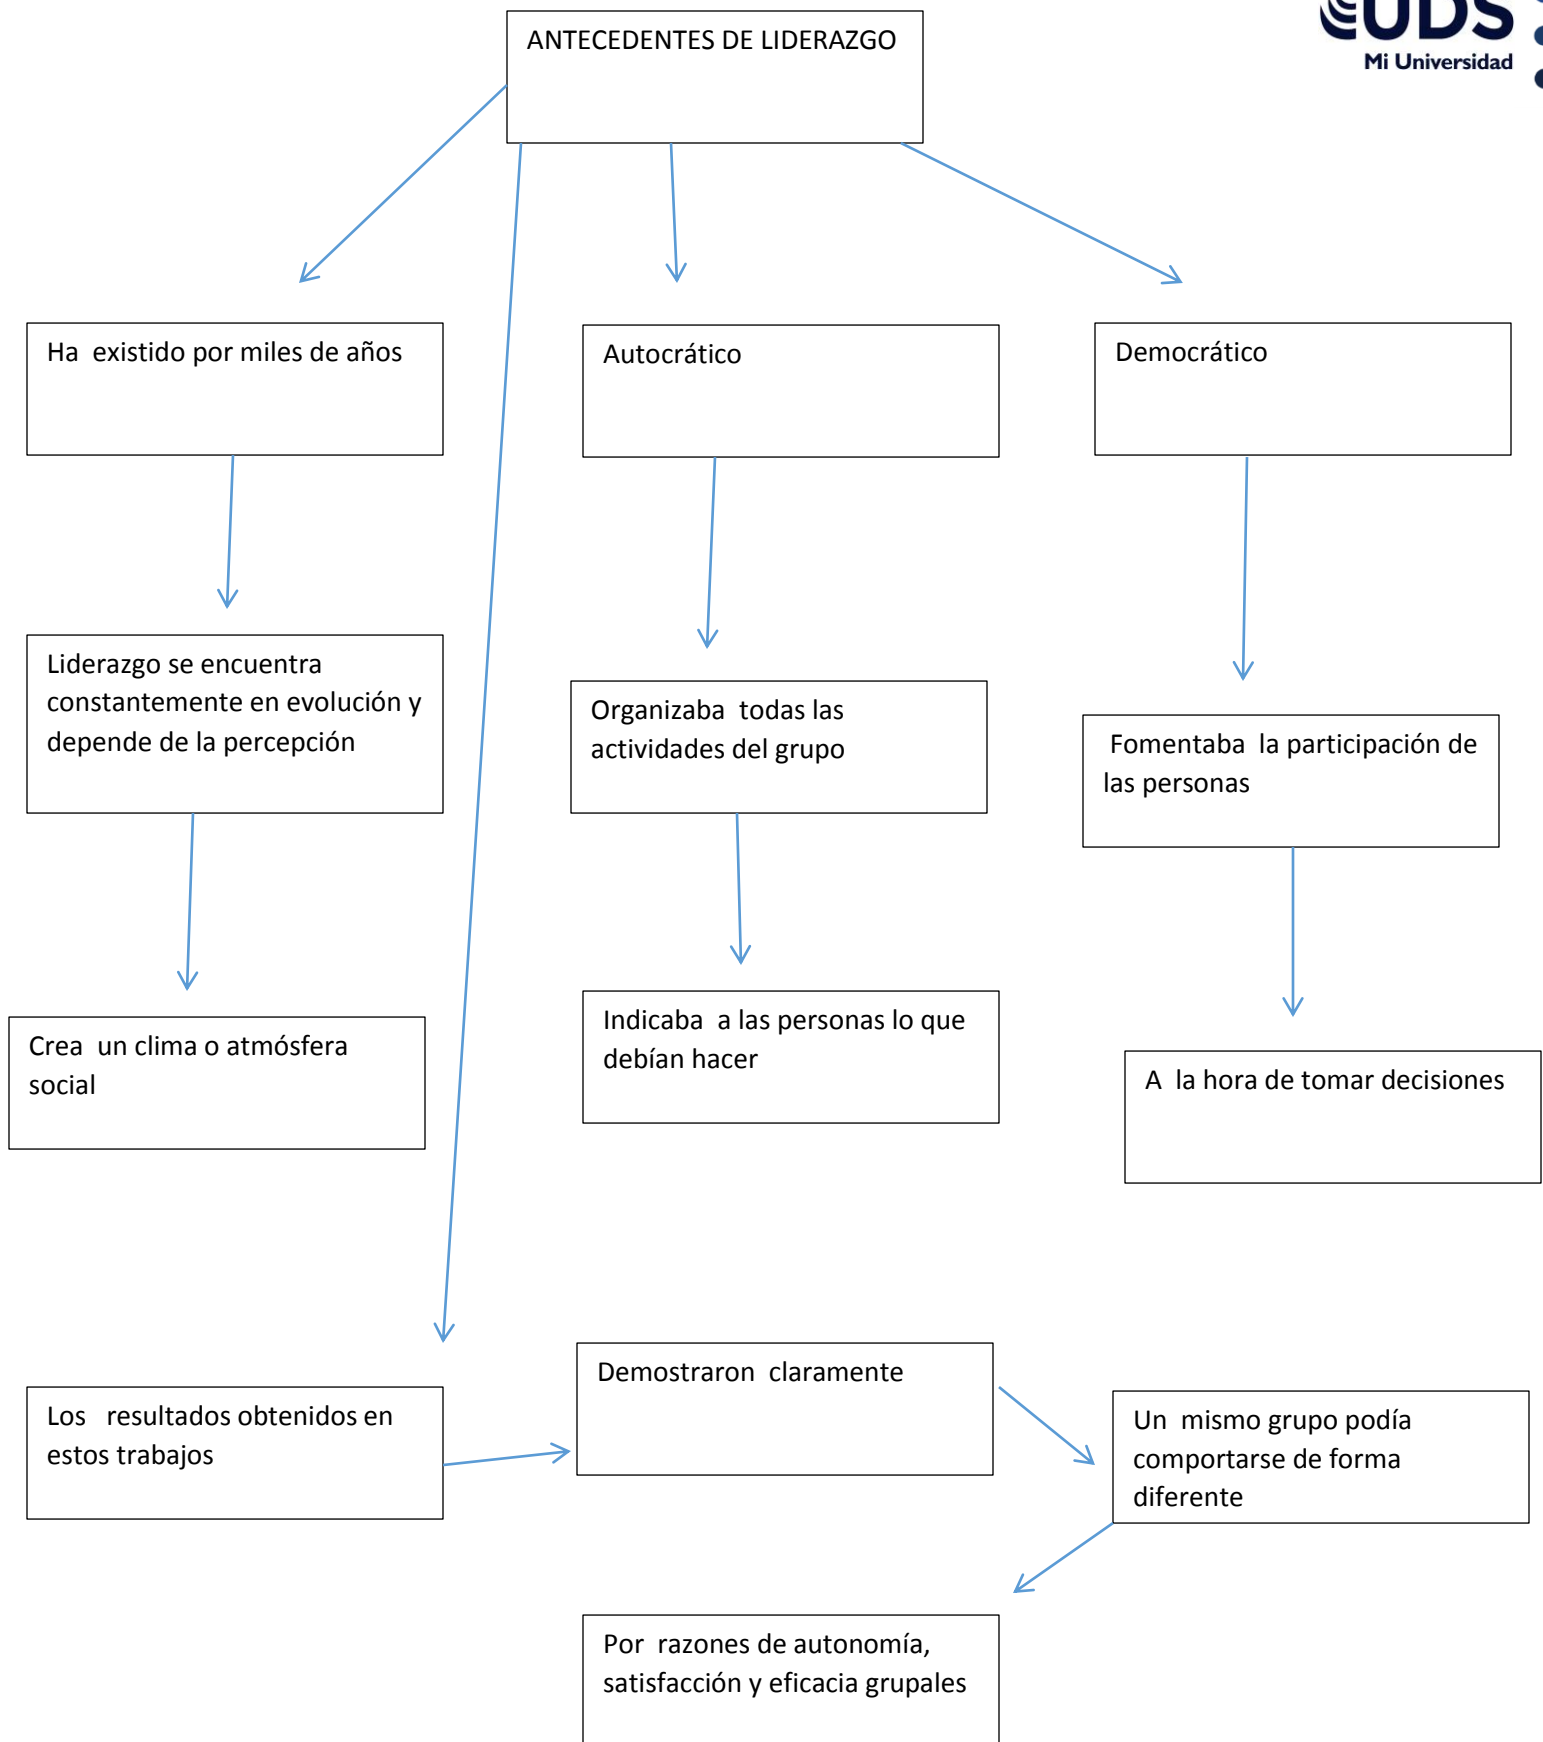 ANTECEDENTES DE LIDERAZGO
UDS
Mi Universidad
Ha existido por miles de años
Autocrático
Democrático
Liderazgo se encuentra
constantemente en evolución y
depende de la percepción
Organizaba todas las
actividades del grupo
Fomentaba la participación de
las personas
Crea un clima o atmósfera
social
Indicaba a las personas lo que
debían hacer
A la hora de tomar decisiones
Los resultados obtenidos en
estos trabajos
Demostraron claramente
Un mismo grupo podía
comportarse de forma
diferente
Por razones de autonomía,
satisfacción y eficacia grupales